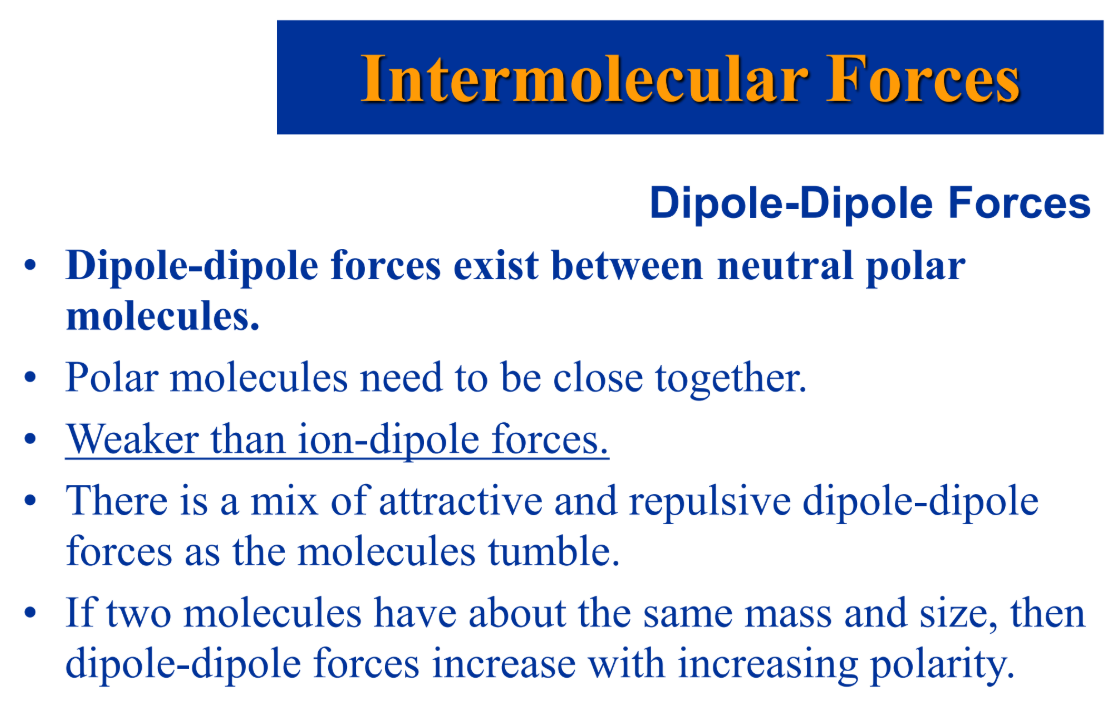 Intermolecular Forces
Dipole-Dipole Forces
• Dipole-dipole forces exist between neutral polar
molecules.
• Polar molecules need to be close together.
• Weaker than ion-dipole forces.
• There is a mix of attractive and repulsive dipole-dipole
forces as the molecules tumble.
• If two molecules have about the same mass and size, then
dipole-dipole forces increase with increasing polarity.